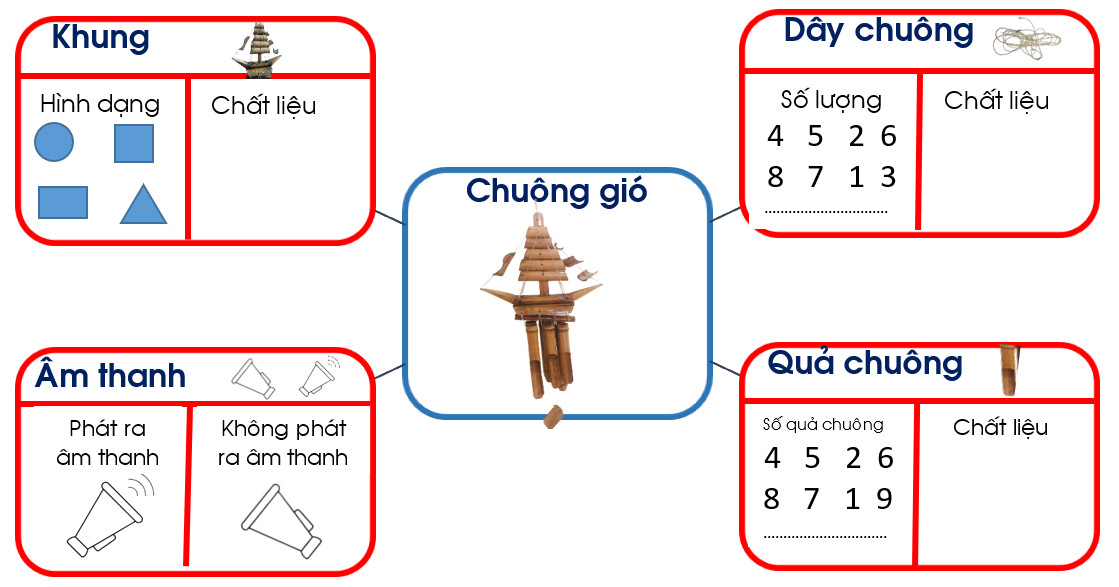 Khung
Hình dạng
Chất liệu
Dây chuông
Số lượng
4 5 2 6
8 7 1 3
................................
Chất liệu
Chuông gió
Âm thanh
Phát ra
âm thanh
Không phát
ra âm thanh
Quả chuông
Số quả chuông
4 5 2 6
8 7 1 9
................................
Chất liệu